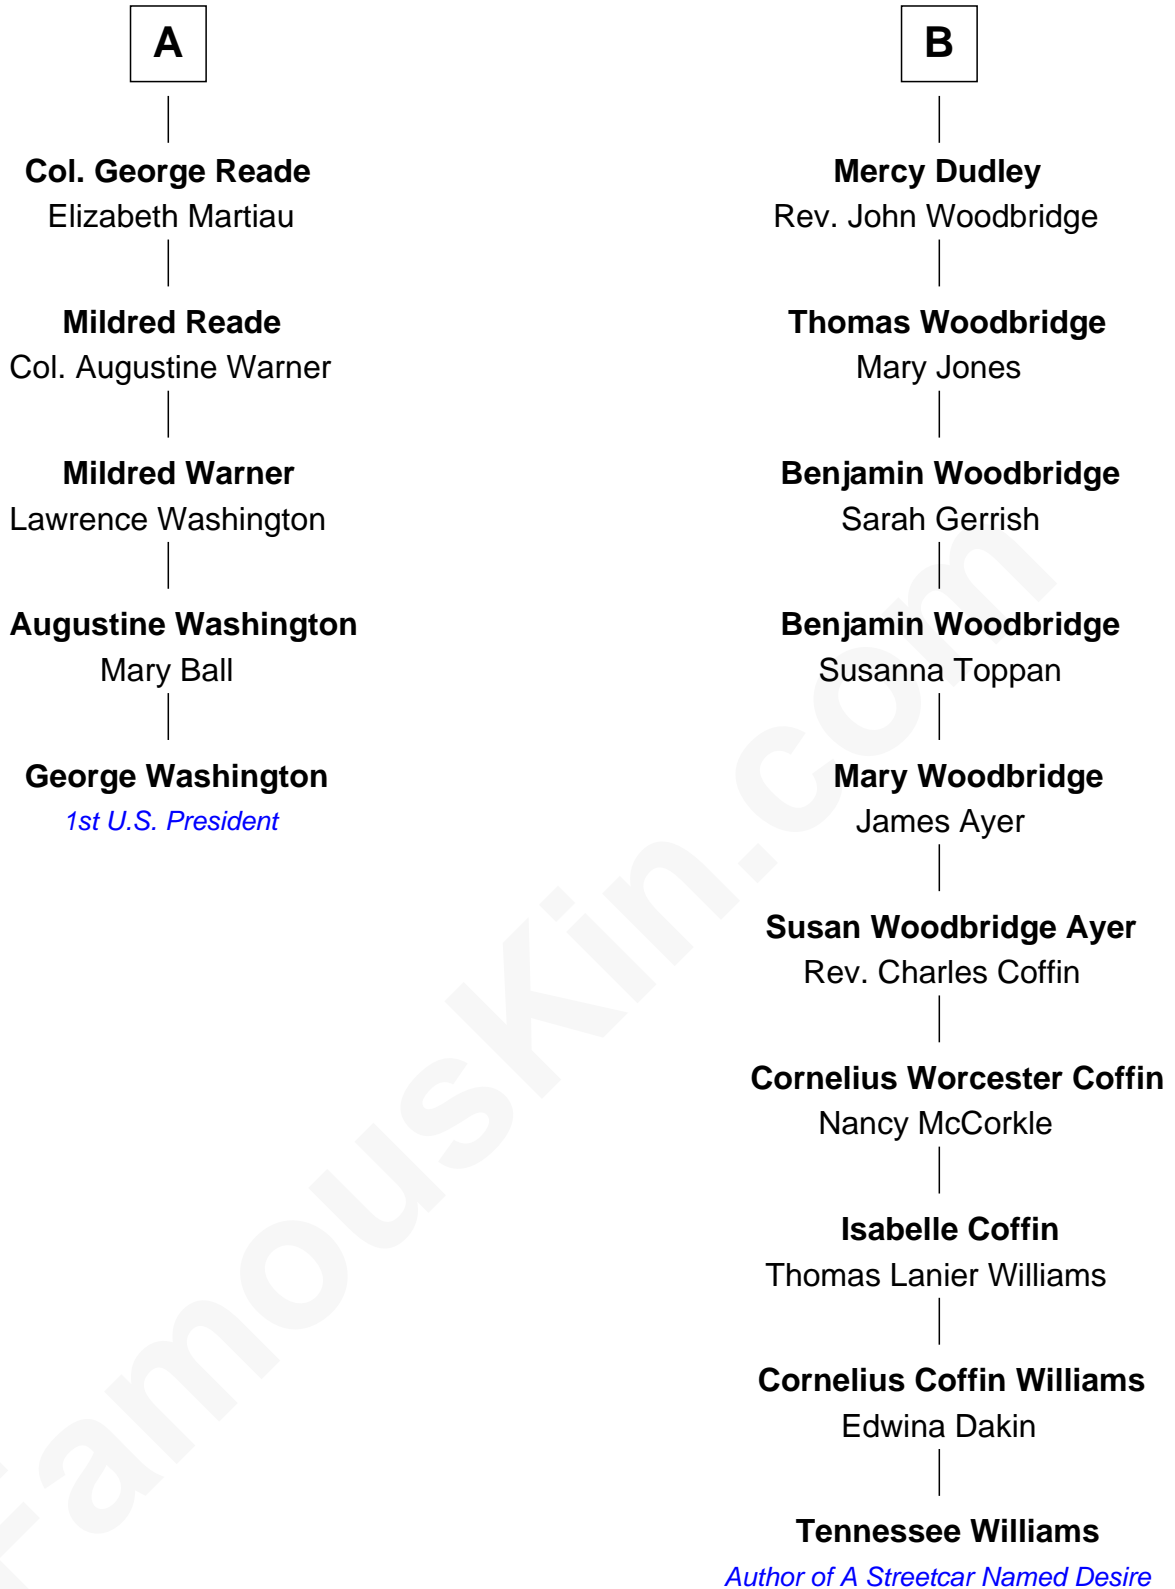 A
Col. George Reade
Elizabeth Martiau
Mildred Reade
Col. Augustine Warner
Mildred Warner
Lawrence Washington
Augustine Washington
Mary Ball
George Washington
1st U.S. President
B
Mercy Dudley
Rev. John Woodbridge
Thomas Woodbridge
Mary Jones
Benjamin Woodbridge
Sarah Gerrish
Benjamin Woodbridge
Susanna Toppan
Mary Woodbridge
James Ayer
Susan Woodbridge Ayer
Rev. Charles Coffin
Cornelius Worcester Coffin
Nancy McCorkle
Isabelle Coffin
Thomas Lanier Williams
Cornelius Coffin Williams
Edwina Dakin
Tennessee Williams
Author of A Streetcar Named Desire
FamousKin.com